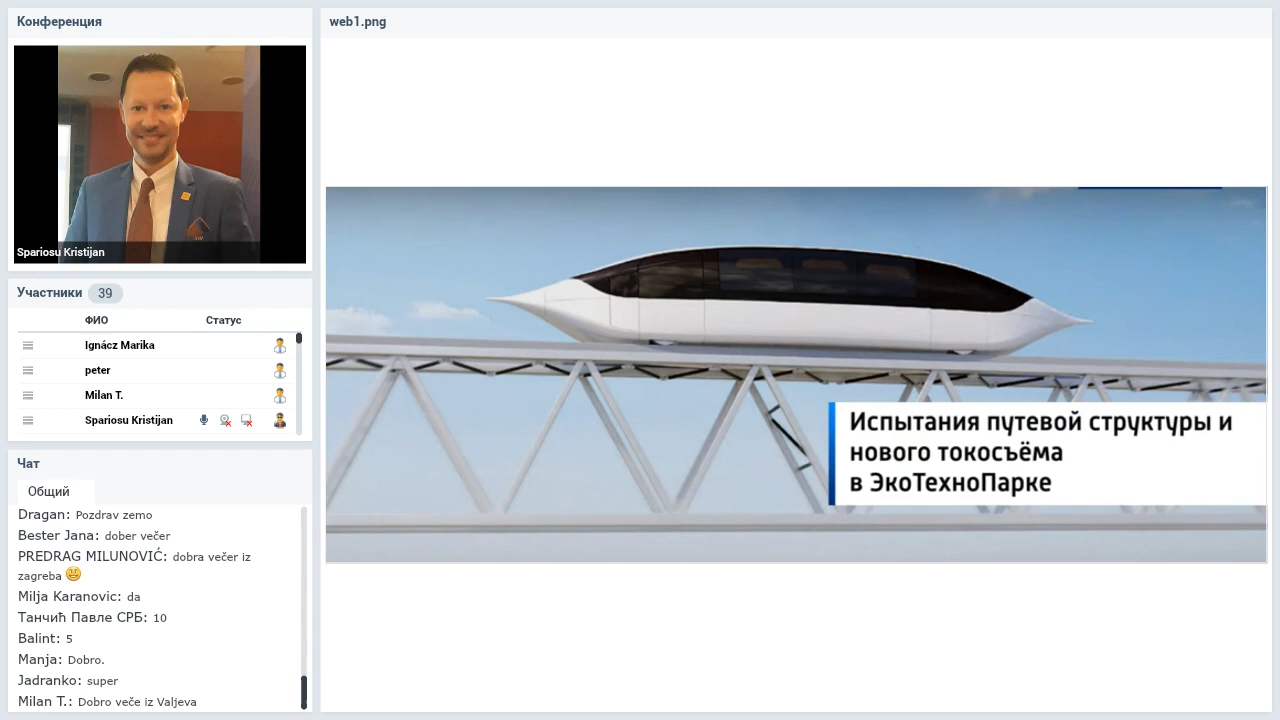 Конференция
Spariosu Kristijan
Участники 39
ФИО Статус
Ignácz Marika
peter
Milan T.
Spariosu Kristijan
Чат
Общий
Dragan: Pozdrav zemo
Bester Jana: dober večer
PREDRAG MILUNOVIĆ: dobra večer iz
zagreba
Milja Karanovic: da
Танчић Павле СРБ: 10
Balint: 5
Manja: Dobro.
Jadranko: super
Milan T.: Dobro veče iz Valjeva
web1.png
Испытания путевой структуры и
нового токосъёма
в ЭкоТехноПарке